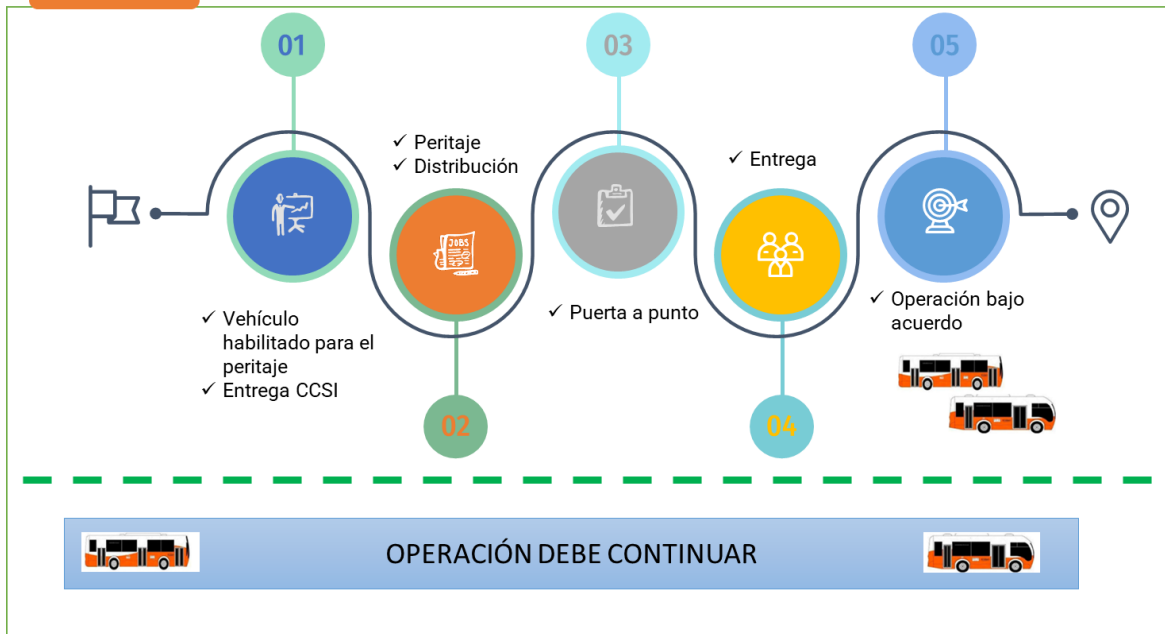 01
✓ Vehículo
habilitado para el
peritaje
✓ Entrega CCSI
✓ Peritaje
✓ Distribución
JOBS
02
03
✓ Puerta a punto
✓ Entrega
04
05
✓ Operación bajo
acuerdo
OPERACIÓN DEBE CONTINUAR